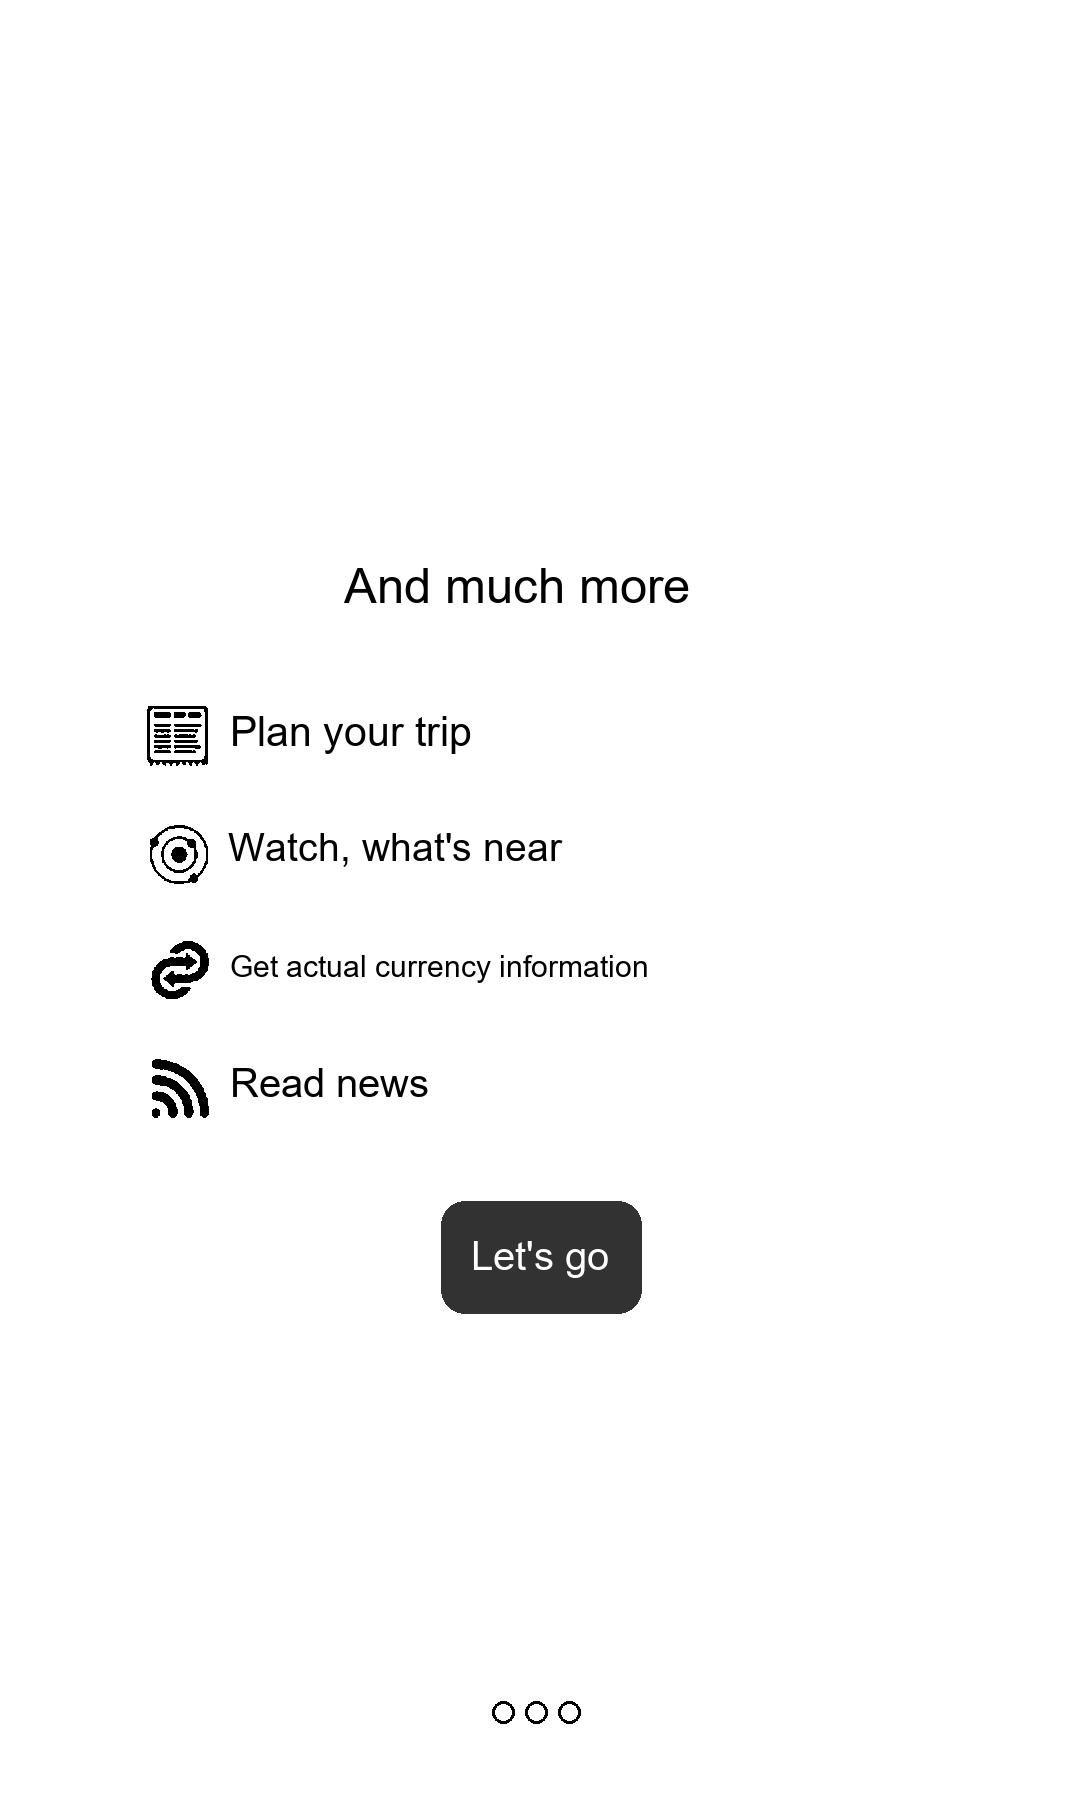 And much more
Plan your trip
Watch, what's near
Get actual currency information
Read news
Let's go